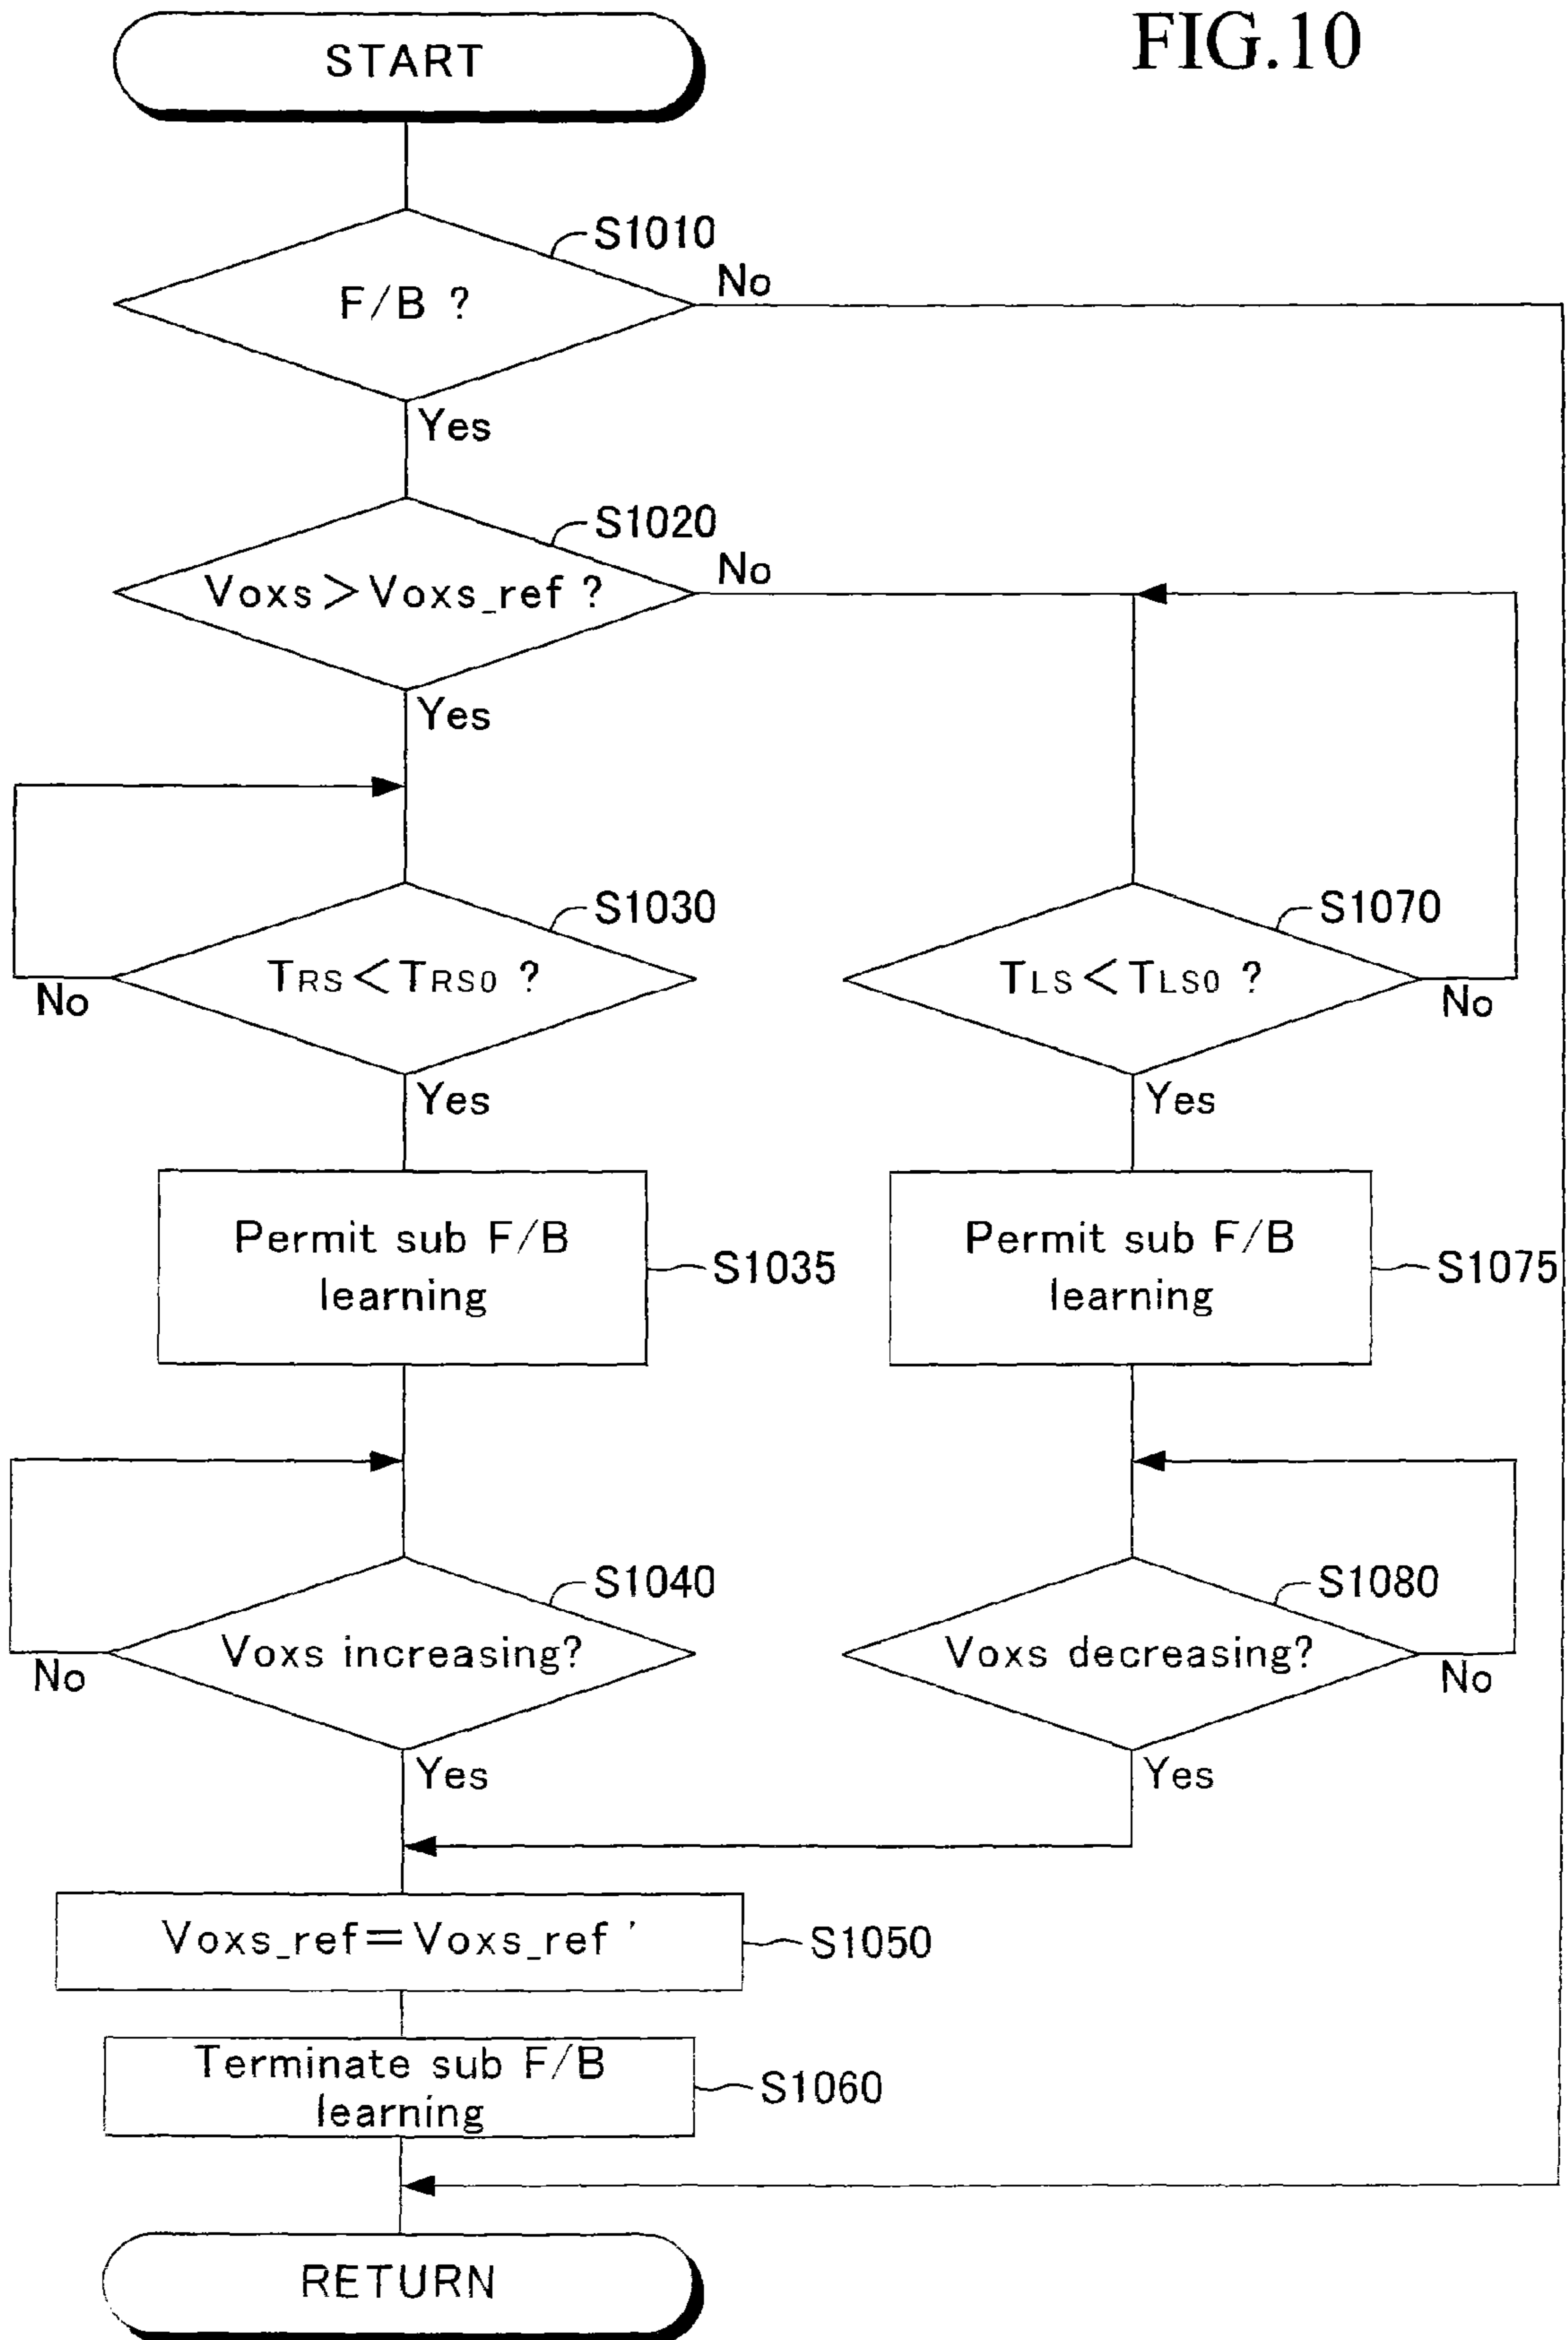 FIG.10
START
S1010
F/B ?
No
Yes
S1020
Voxs>Voxs_ref ?
No
Yes
S1030
TRS<TRS0 ?
No
Yes
S1070
TLS<TLS0 ?
No
Yes
Permit sub F/B
learning
S1035
Permit sub F/B
learning
S1075
S1040
Voxs increasing?
No
Yes
S1080
Voxs decreasing?
No
Yes
Voxs_ref=Voxs_ref '
S1050
Terminate sub F/B
learning
S1060
RETURN